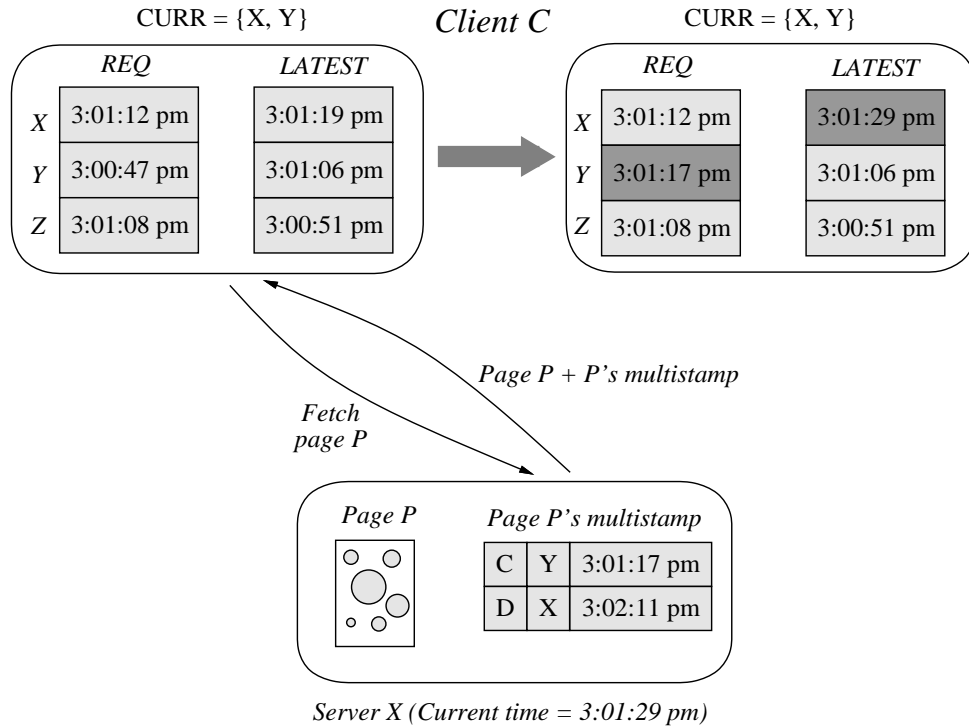 CURR = {X, Y}
Client C
CURR = {X, Y}
REQ LATEST
X 3:01:12 pm 3:01:19 pm
Y 3:00:47 pm 3:01:06 pm
Z 3:01:08 pm 3:00:51 pm
REQ LATEST
X 3:01:12 pm 3:01:29 pm
Y 3:01:17 pm 3:01:06 pm
Z 3:01:08 pm 3:00:51 pm
Page P + P's multistamp
Fetch
page P
Page P
Page P's multistamp
C Y 3:01:17 pm
D X 3:02:11 pm
Server X (Current time = 3:01:29 pm)